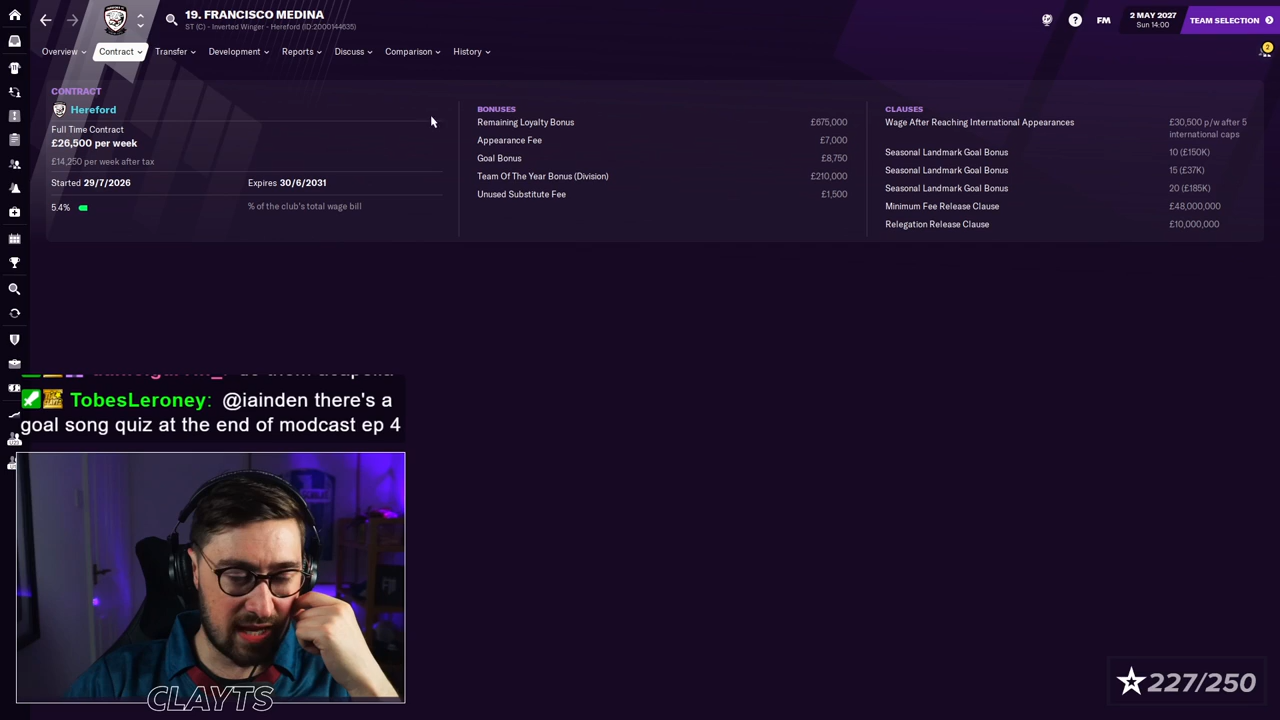 19. FRANCISCO MEDINA
ST (C) - Inverted Winger - Hereford (ID:2000144635)
FM
2 MAY 2027
Sun 14:00
TEAM SELECTION
Overview
Contract
Transfer
Development
Reports
Discuss
Comparison
History
2
CONTRACT
Hereford
Full Time Contract
£26,500 per week
£14,250 per week after tax
Started 29/7/2026
Expires 30/6/2031
5.4%
% of the club's total wage bill
BONUSES
Remaining Loyalty Bonus £675,000
Appearance Fee £7,000
Goal Bonus £8,750
Team Of The Year Bonus (Division) £210,000
Unused Substitute Fee £1,500
CLAUSES
Wage After Reaching International Appearances £30,500 p/w after 5
international caps
Seasonal Landmark Goal Bonus 10 (£150K)
Seasonal Landmark Goal Bonus 15 (£37K)
Seasonal Landmark Goal Bonus 20 (£185K)
Minimum Fee Release Clause £48,000,000
Relegation Release Clause £10,000,000
TobesLeroney: @iainden there's a
goal song quiz at the end of modcast ep 4
CLAYTS
227/250